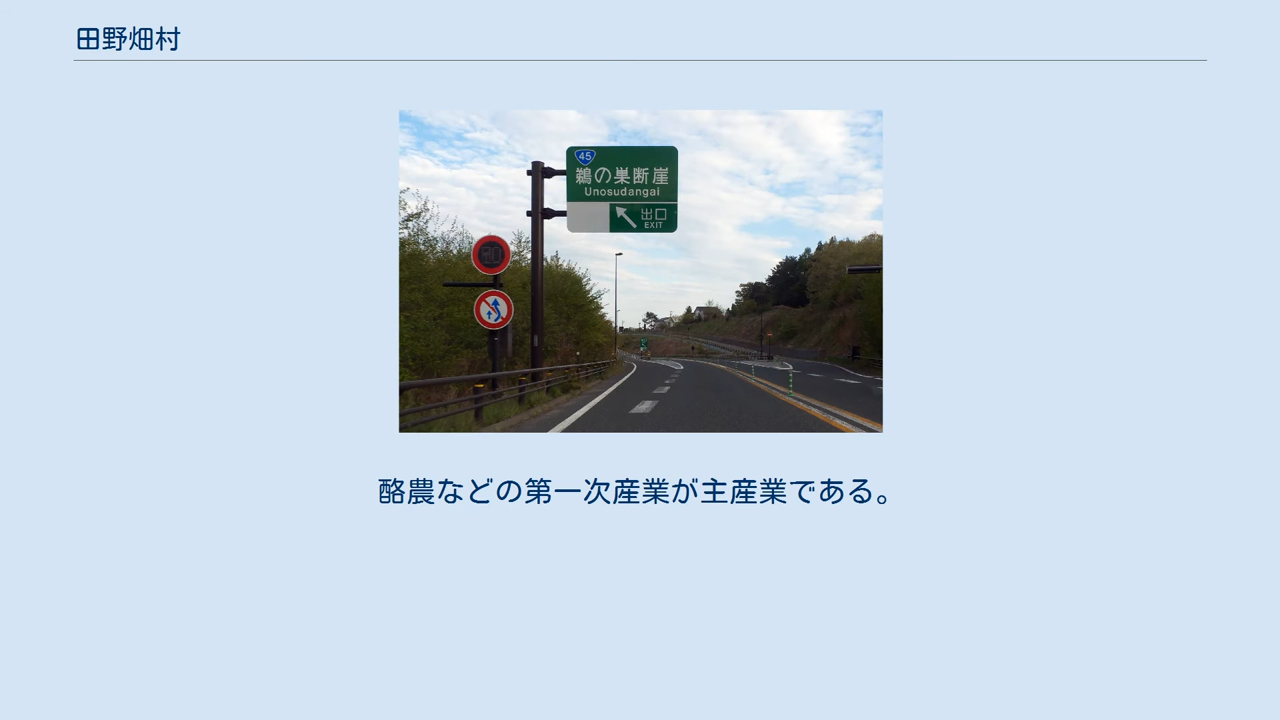 田野畑村
45
鵜の巣断崖
Unosudangai
出口
EXIT
酪農などの第一次産業が主産業である。